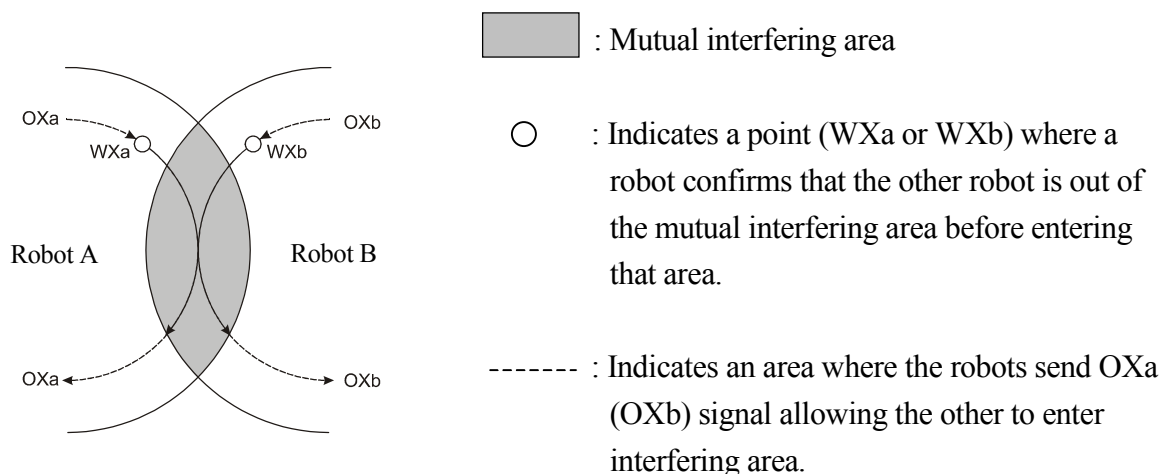 : Mutual interfering area
OXa
OXb
WXa
WXb
: Indicates a point (WXa or WXb) where a
robot confirms that the other robot is out of
the mutual interfering area before entering
that area.
Robot A
Robot B
OXa
OXb
: Indicates an area where the robots send OXa
(OXb) signal allowing the other to enter
interfering area.